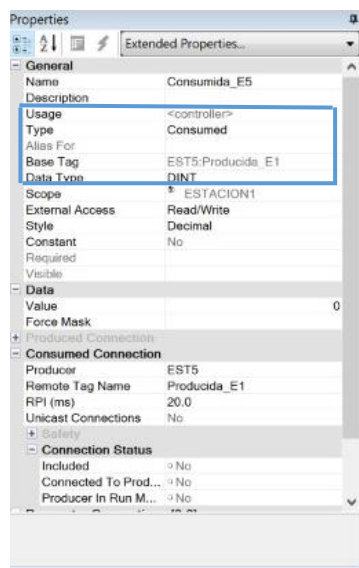 Properties
Extended Properties...
General
Name Consumida_E5
Description
Usage <controller>
Type Consumed
Alias For
Base Tag EST5:Producida_E1
Data Type DINT
Scope ESTACION1
External Access Read/Write
Style Decimal
Constant No
Required
Visible
Data
Value 0
Force Mask
Produced Connection
Consumed Connection
Producer EST5
Remote Tag Name Producida_E1
RPI (ms) 20.0
Unicast Connections No
Safety
Connection Status
Included No
Connected To Prod... No
Producer In Run M... No